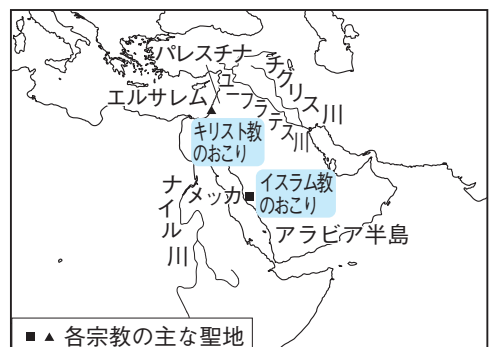 パレスチナ
チグリス川
ユーフラテス川
エルサレム▲
キリスト教
のおこり
ナイル川
メッカ■
イスラム教
のおこり
アラビア半島
■▲各宗教の主な聖地